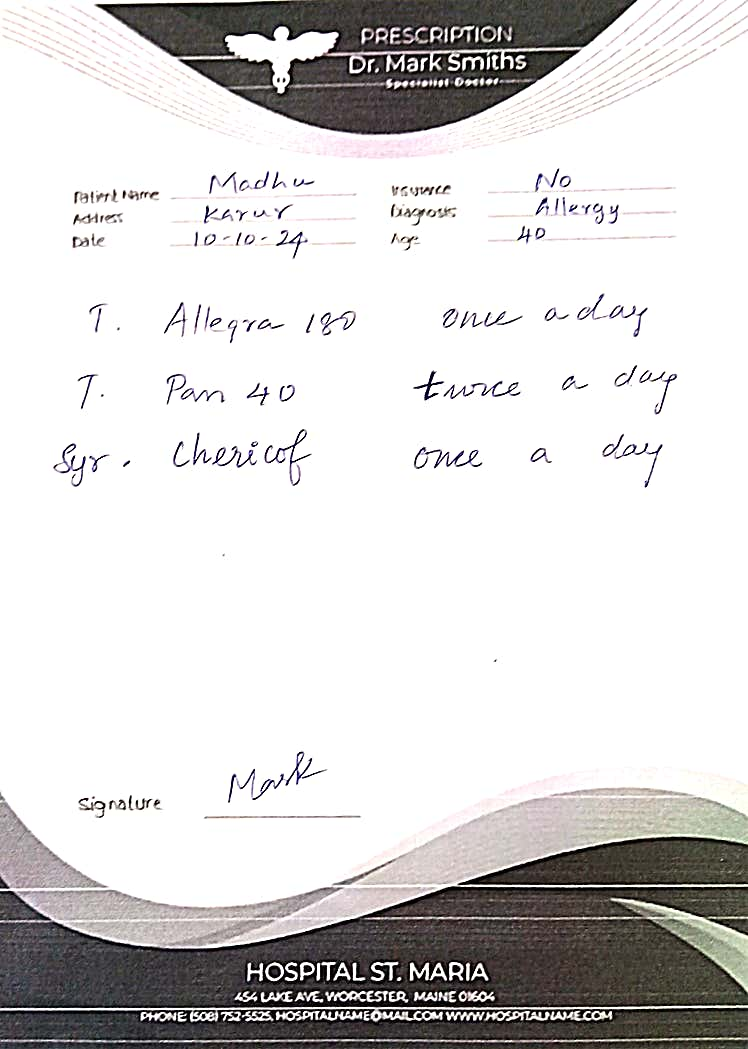 PRESCRIPTION
Dr. Mark Smiths
Specialist Doctor
Patient Name Madhu Insurance No
Address Karur Diagnosis Allergy
Date 10-10-24 Age 40
T. Allegra 180 once a day
T. Pan 40 twice a day
Syr. Chericof once a day
Signature Mark
HOSPITAL ST. MARIA
454 LAKE AVE, WORCESTER, MAINE 01604
PHONE: (508) 752-5525, HOSPITALNAME@MAIL.COM WWW.HOSPITALNAME.COM